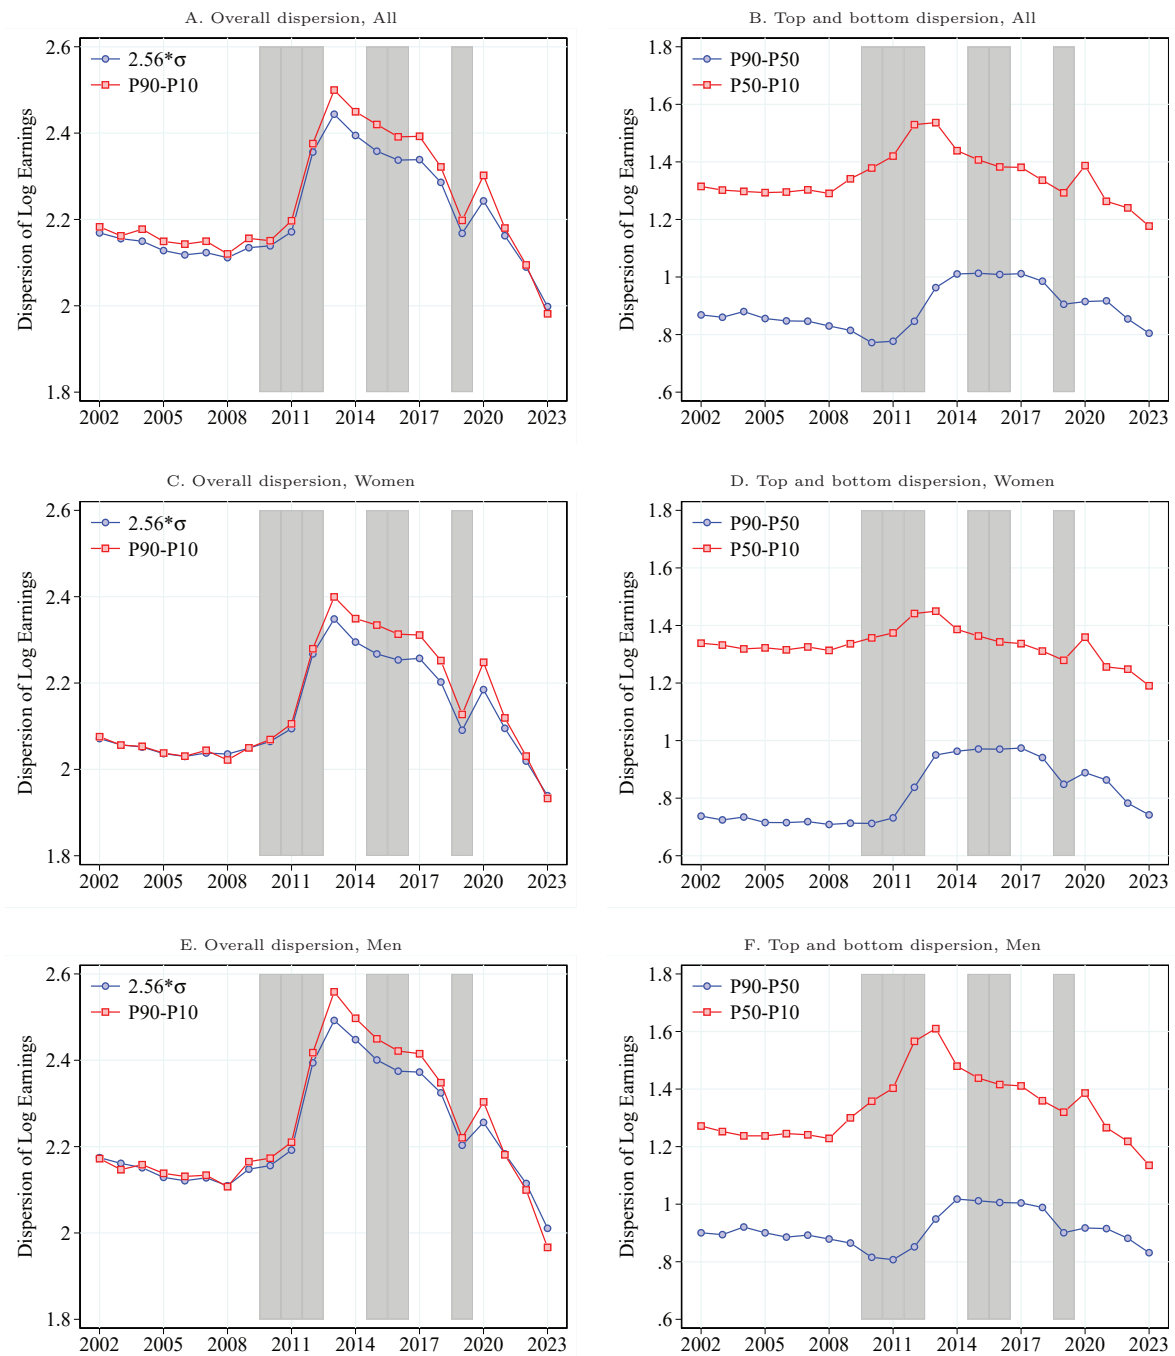 A. Overall dispersion, All
Dispersion of Log Earnings
2.6
2.4
2.2
2
1.8
2.56*σ
P90-P10
2002 2005 2008 2011 2014 2017 2020 2023
B. Top and bottom dispersion, All
Dispersion of Log Earnings
1.8
1.6
1.4
1.2
1
.8
.6
P90-P50
P50-P10
2002 2005 2008 2011 2014 2017 2020 2023
C. Overall dispersion, Women
Dispersion of Log Earnings
2.6
2.4
2.2
2
1.8
2.56*σ
P90-P10
2002 2005 2008 2011 2014 2017 2020 2023
D. Top and bottom dispersion, Women
Dispersion of Log Earnings
1.8
1.6
1.4
1.2
1
.8
.6
P90-P50
P50-P10
2002 2005 2008 2011 2014 2017 2020 2023
E. Overall dispersion, Men
Dispersion of Log Earnings
2.6
2.4
2.2
2
1.8
2.56*σ
P90-P10
2002 2005 2008 2011 2014 2017 2020 2023
F. Top and bottom dispersion, Men
Dispersion of Log Earnings
1.8
1.6
1.4
1.2
1
.8
.6
P90-P50
P50-P10
2002 2005 2008 2011 2014 2017 2020 2023